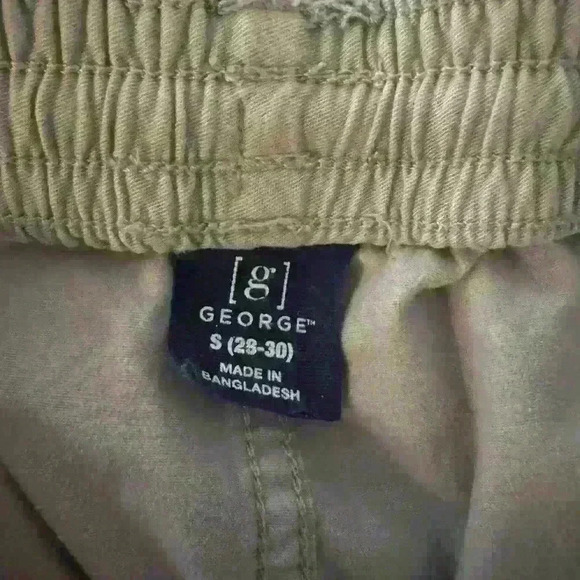 [g]
GEORGE™
S (28-30)
MADE IN
BANGLADESH